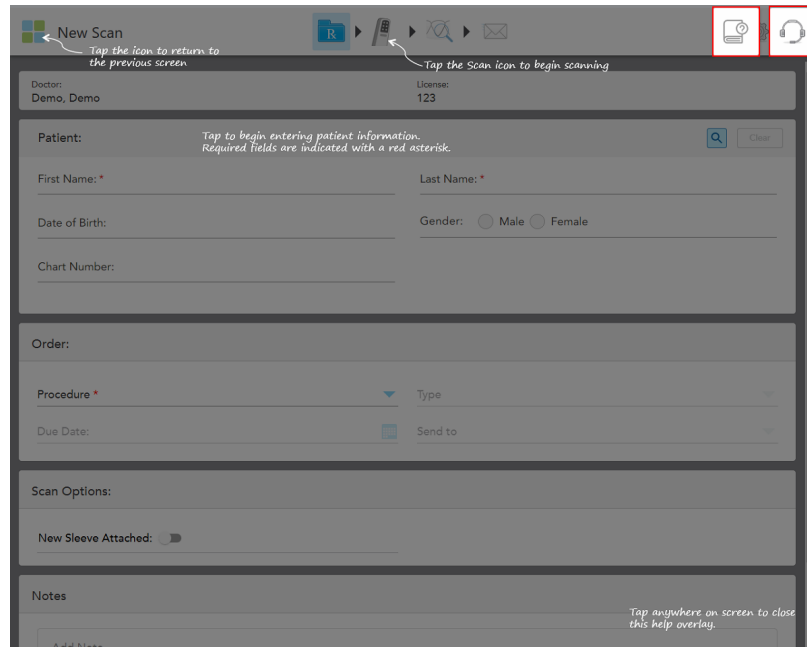 New Scan
R
Tap the icon to return to
the previous screen
Tap the Scan icon to begin scanning
Doctor:
Demo, Demo
License:
123
Patient:
Tap to begin entering patient information.
Required fields are indicated with a red asterisk.
Clear
First Name: *
Last Name: *
Date of Birth:
Gender: Male Female
Chart Number:
Order:
Procedure *
Type
Due Date:
Send to
Scan Options:
New Sleeve Attached:
Notes
Tap anywhere on screen to close
this help overlay.
Add Note